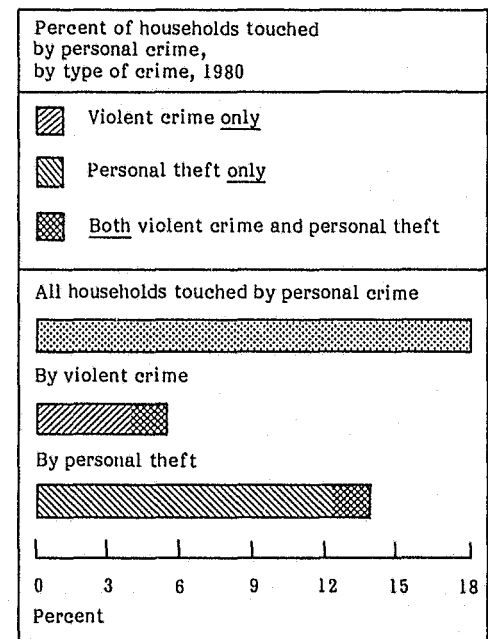 Percent of households touched
by personal crime,
by type of crime, 1980
Violent crime only
Personal theft only
Both violent crime and personal theft
All households touched by personal crime
By violent crime
By personal theft
0 3 6 9 12 15 18
Percent